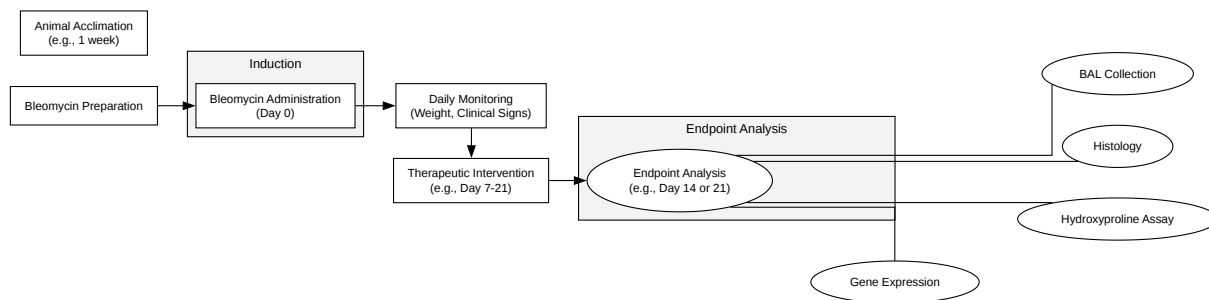 Animal Acclimation
(e.g., 1 week)
Bleomycin Preparation
Induction
Bleomycin Administration
(Day 0)
Daily Monitoring
(Weight, Clinical Signs)
Therapeutic Intervention
(e.g., Day 7-21)
Endpoint Analysis
Endpoint Analysis
(e.g., Day 14 or 21)
BAL Collection
Histology
Hydroxyproline Assay
Gene Expression